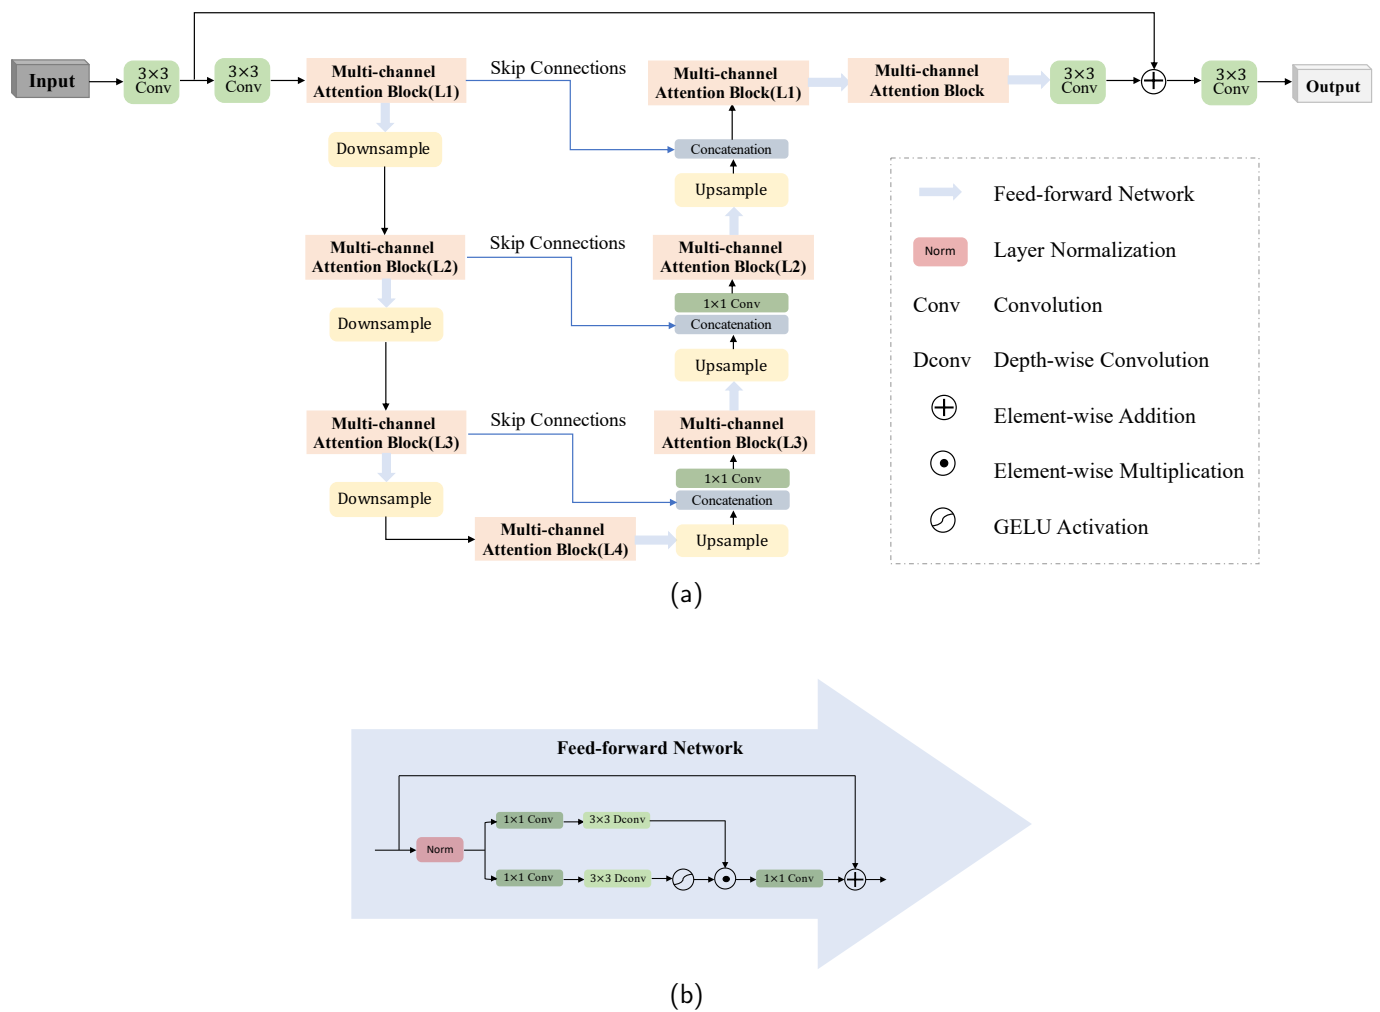 Input
3×3
Conv
3×3
Conv
Multi-channel
Attention Block(L1)
Skip Connections
Multi-channel
Attention Block(L1)
Multi-channel
Attention Block
3×3
Conv
3×3
Conv
Output
Downsample
Concatenation
Upsample
Multi-channel
Attention Block(L2)
Skip Connections
Multi-channel
Attention Block(L2)
1×1 Conv
Downsample
Concatenation
Upsample
Multi-channel
Attention Block(L3)
Skip Connections
Multi-channel
Attention Block(L3)
1×1 Conv
Downsample
Concatenation
Multi-channel
Attention Block(L4)
Upsample
Feed-forward Network
Norm
Layer Normalization
Conv
Convolution
Dconv
Depth-wise Convolution
Element-wise Addition
Element-wise Multiplication
GELU Activation
(a)
Feed-forward Network
1×1 Conv
3×3 Dconv
Norm
1×1 Conv
3×3 Dconv
1×1 Conv
(b)